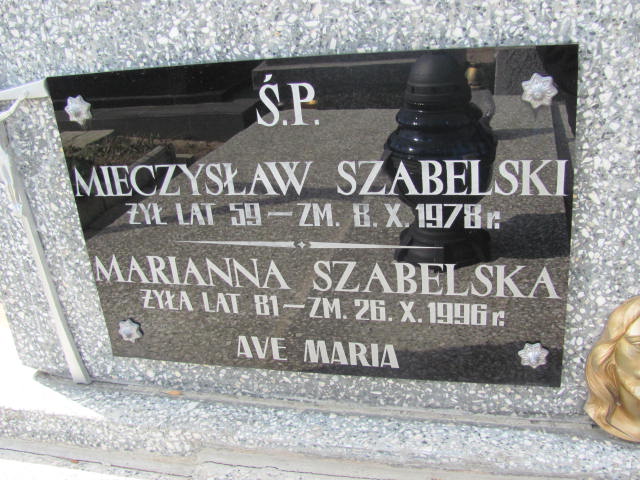 Ś.P.
MIECZYSŁAW SZABELSKI
ŻYŁ LAT 59 — ZM. 8. X. 1978 r.
MARIANNA SZABELSKA
ŻYŁA LAT 81 — ZM. 26. X. 1996 r.
AVE MARIA